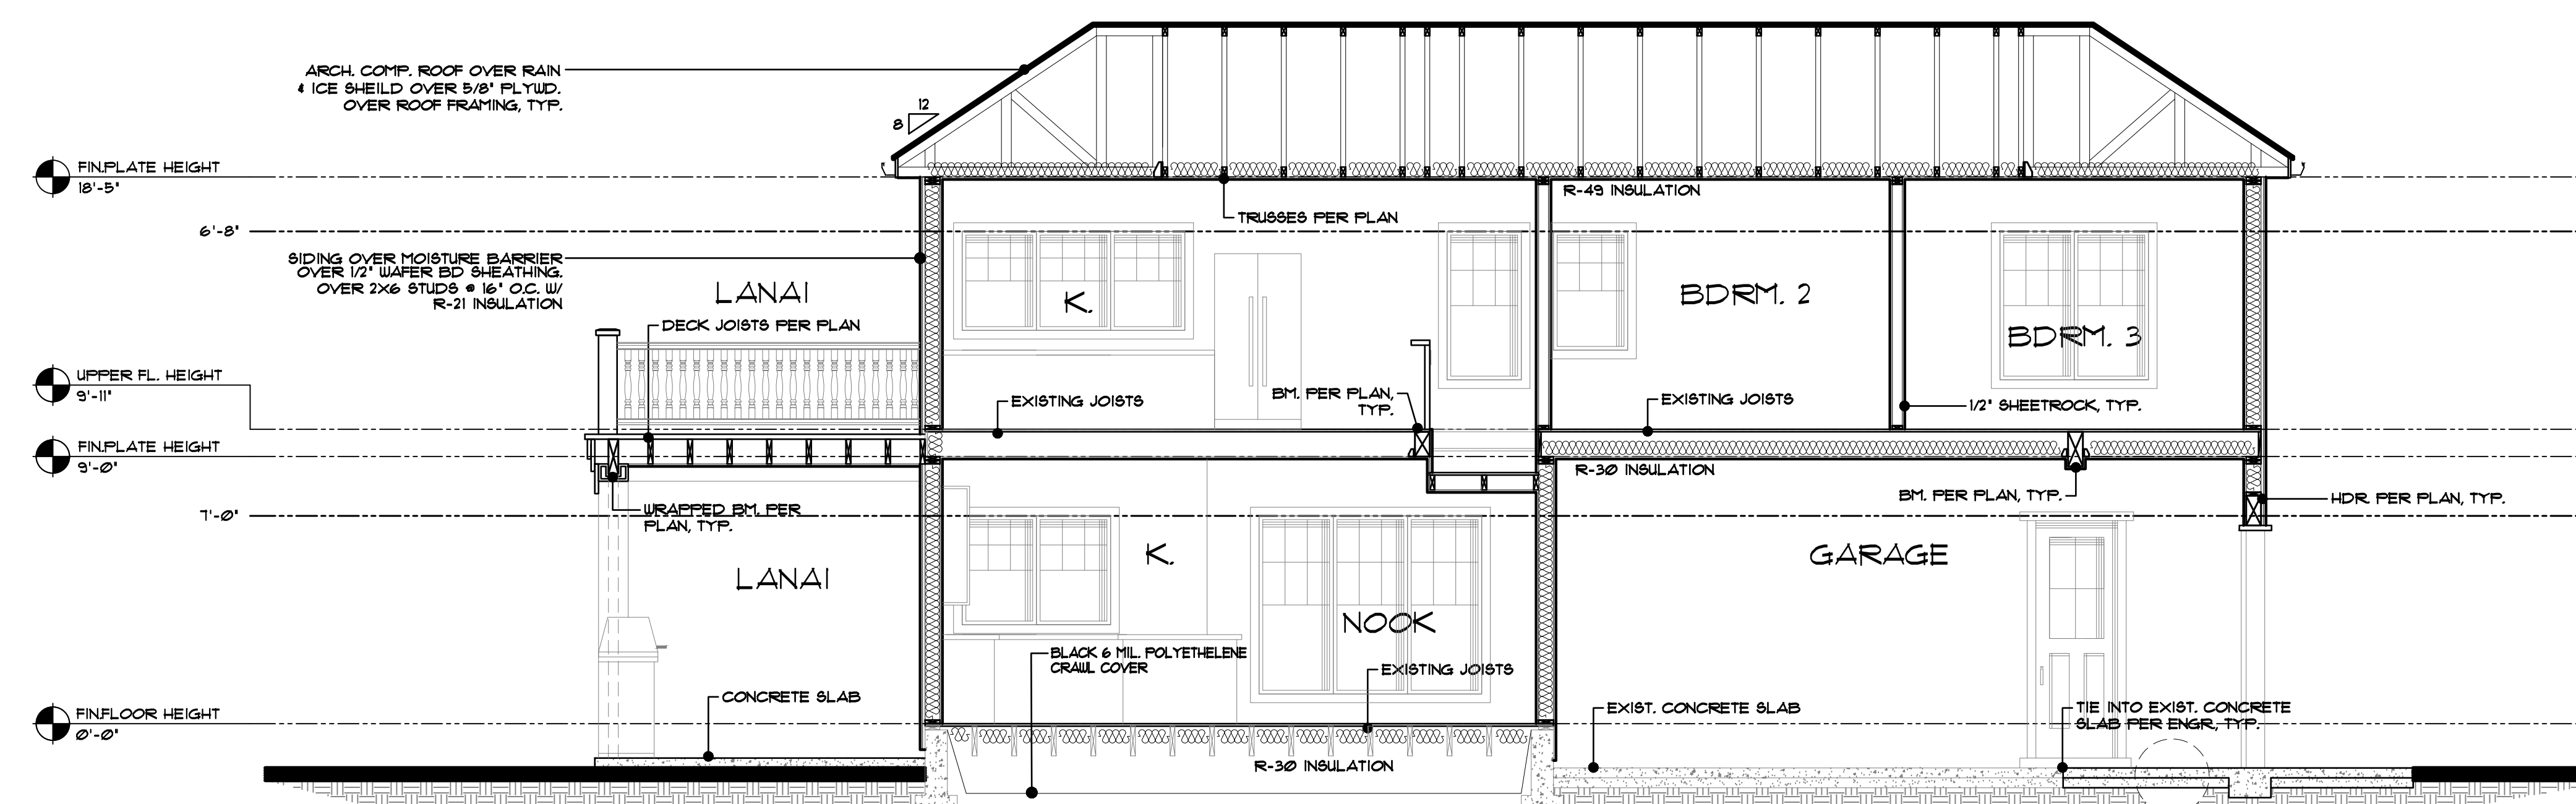 ARCH. COMP. ROOF OVER RAIN
& ICE SHEILD OVER 5/8" PLYWD.
OVER ROOF FRAMING, TYP.
12
8
FIN.PLATE HEIGHT
18'-5"
R-49 INSULATION
TRUSSES PER PLAN
6'-8"
SIDING OVER MOISTURE BARRIER
OVER 1/2" WAFER BD SHEATHING.
OVER 2X6 STUDS @ 16" O.C. W/
R-21 INSULATION
LANAI
K.
BDRM. 2
BDRM. 3
DECK JOISTS PER PLAN
UPPER FL. HEIGHT
9'-11"
EXISTING JOISTS
BM. PER PLAN,
TYP.
EXISTING JOISTS
1/2" SHEETROCK, TYP.
FIN.PLATE HEIGHT
9'-0"
R-30 INSULATION
BM. PER PLAN, TYP.
HDR. PER PLAN, TYP.
WRAPPED BM. PER
PLAN, TYP.
7'-0"
LANAI
K.
GARAGE
NOOK
BLACK 6 MIL. POLYETHELENE
CRAWL COVER
EXISTING JOISTS
CONCRETE SLAB
EXIST. CONCRETE SLAB
TIE INTO EXIST. CONCRETE
SLAB PER ENGR., TYP.
FIN.FLOOR HEIGHT
0'-0"
R-30 INSULATION